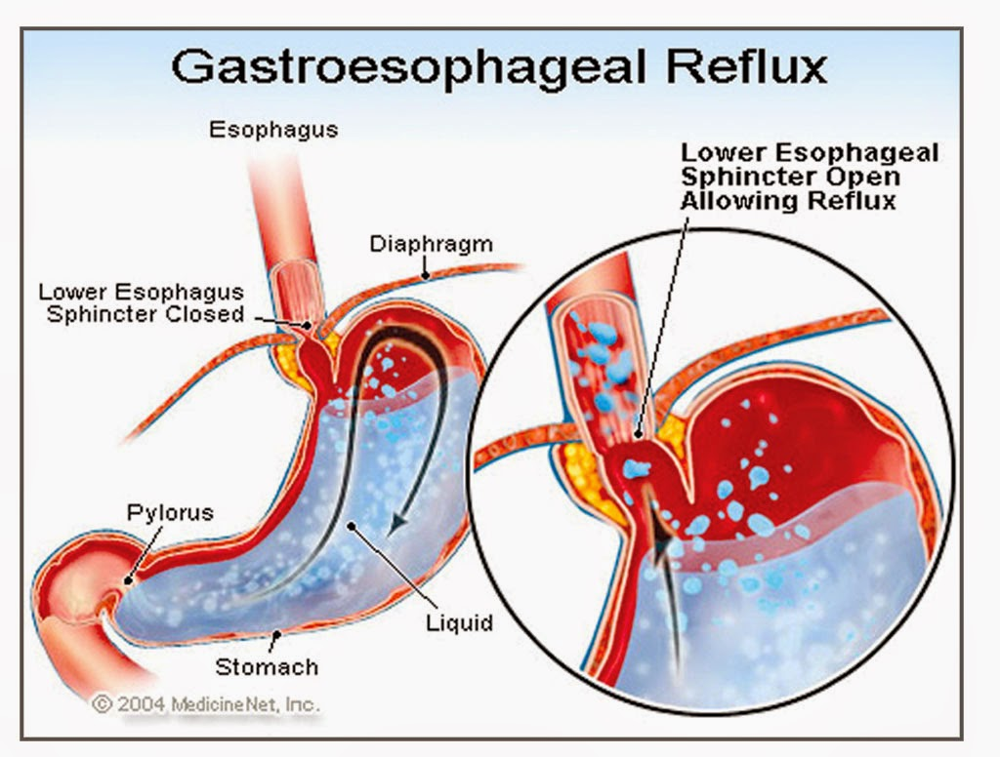 Gastroesophageal Reflux
Esophagus
Lower Esophageal
Sphincter Open
Allowing Reflux
Diaphragm
Lower Esophagus
Sphincter Closed
Pylorus
Liquid
Stomach
© 2004 MedicineNet, Inc.